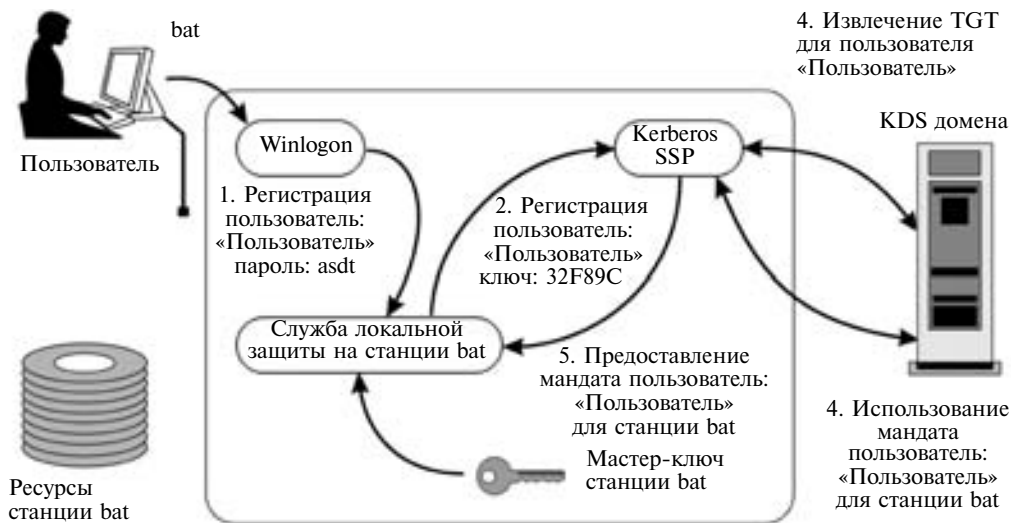 bat
Пользователь
4. Извлечение TGT
для пользователя
«Пользователь»
KDS домена
Winlogon
Kerberos
SSP
1. Регистрация
пользователь:
«Пользователь»
пароль: asdt
2. Регистрация
пользователь:
«Пользователь»
ключ: 32F89C
Служба локальной
защиты на станции bat
5. Предоставление
мандата пользователь:
«Пользователь»
для станции bat
Мастер-ключ
станции bat
4. Использование
мандата
пользователь:
«Пользователь»
для станции bat
Ресурсы
станции bat